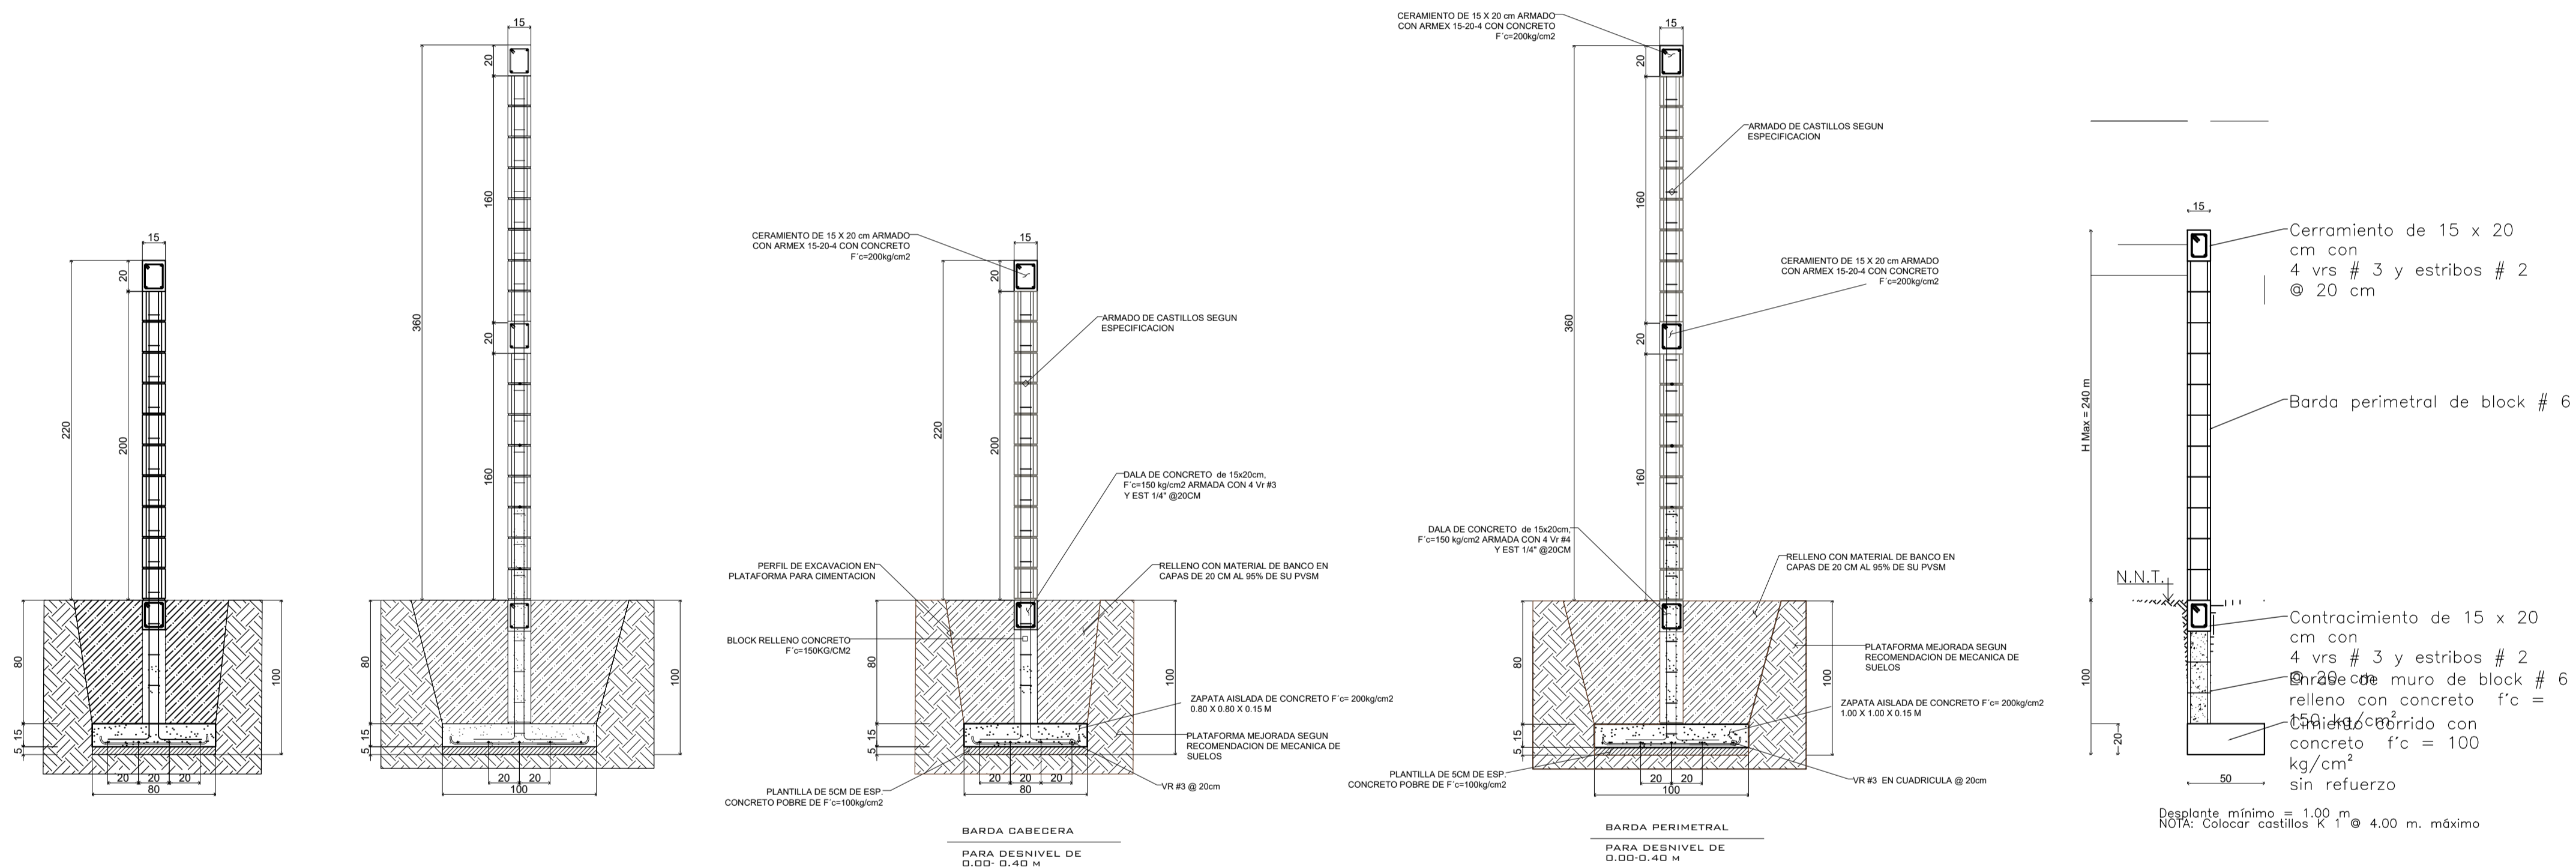 15
20
220
200
80
100
15
5
20
20
20
80
15
20
360
160
20
160
80
100
15
5
20
20
100
CERAMIENTO DE 15 X 20 cm ARMADO
CON ARMEX 15-20-4 CON CONCRETO
F´c=200kg/cm2
15
20
ARMADO DE CASTILLOS SEGUN
ESPECIFICACION
220
200
DALA DE CONCRETO de 15x20cm,
F´c=150 kg/cm2 ARMADA CON 4 Vr #3
Y EST 1/4" @20CM
PERFIL DE EXCAVACION EN
PLATAFORMA PARA CIMENTACION
RELLENO CON MATERIAL DE BANCO EN
CAPAS DE 20 CM AL 95% DE SU PVSM
BLOCK RELLENO CONCRETO
F´c=150KG/CM2
80
100
ZAPATA AISLADA DE CONCRETO F´c= 200kg/cm2
0.80 X 0.80 X 0.15 M
15
5
PLATAFORMA MEJORADA SEGUN
RECOMENDACION DE MECANICA DE
SUELOS
20
20
20
80
VR #3 @ 20cm
PLANTILLA DE 5CM DE ESP.
CONCRETO POBRE DE F´c=100kg/cm2
BARDA CABECERA
PARA DESNIVEL DE
0.00- 0.40 M
CERAMIENTO DE 15 X 20 cm ARMADO
CON ARMEX 15-20-4 CON CONCRETO
F´c=200kg/cm2
15
20
ARMADO DE CASTILLOS SEGUN
ESPECIFICACION
360
160
CERAMIENTO DE 15 X 20 cm ARMADO
CON ARMEX 15-20-4 CON CONCRETO
F´c=200kg/cm2
20
160
DALA DE CONCRETO de 15x20cm,
F´c=150 kg/cm2 ARMADA CON 4 Vr #4
Y EST 1/4" @20CM
RELLENO CON MATERIAL DE BANCO EN
CAPAS DE 20 CM AL 95% DE SU PVSM
80
100
PLATAFORMA MEJORADA SEGUN
RECOMENDACION DE MECANICA DE
SUELOS
ZAPATA AISLADA DE CONCRETO F´c= 200kg/cm2
1.00 X 1.00 X 0.15 M
15
5
20
20
100
VR #3 EN CUADRICULA @ 20cm
PLANTILLA DE 5CM DE ESP.
CONCRETO POBRE DE F´c=100kg/cm2
BARDA PERIMETRAL
PARA DESNIVEL DE
0.00-0.40 M
15
Cerramiento de 15 x 20
cm con
4 vrs # 3 y estribos # 2
@ 20 cm
H Max = 240 m
Barda perimetral de block # 6
N.N.T.
Contracimiento de 15 x 20
cm con
4 vrs # 3 y estribos # 2
@ 20 cm
Enrase de muro de block # 6
relleno con concreto f´c =
150 kg/cm²
Cimiento corrido con
concreto f´c = 100
kg/cm²
sin refuerzo
100
20
50
Desplante mínimo = 1.00 m
NOTA: Colocar castillos K 1 @ 4.00 m. máximo